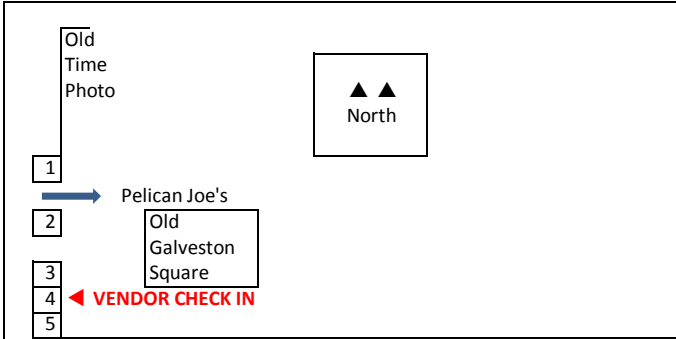 Old
Time
Photo
▲ ▲
North
1
Pelican Joe's
2
Old
Galveston
3
Square
4
VENDOR CHECK IN
5